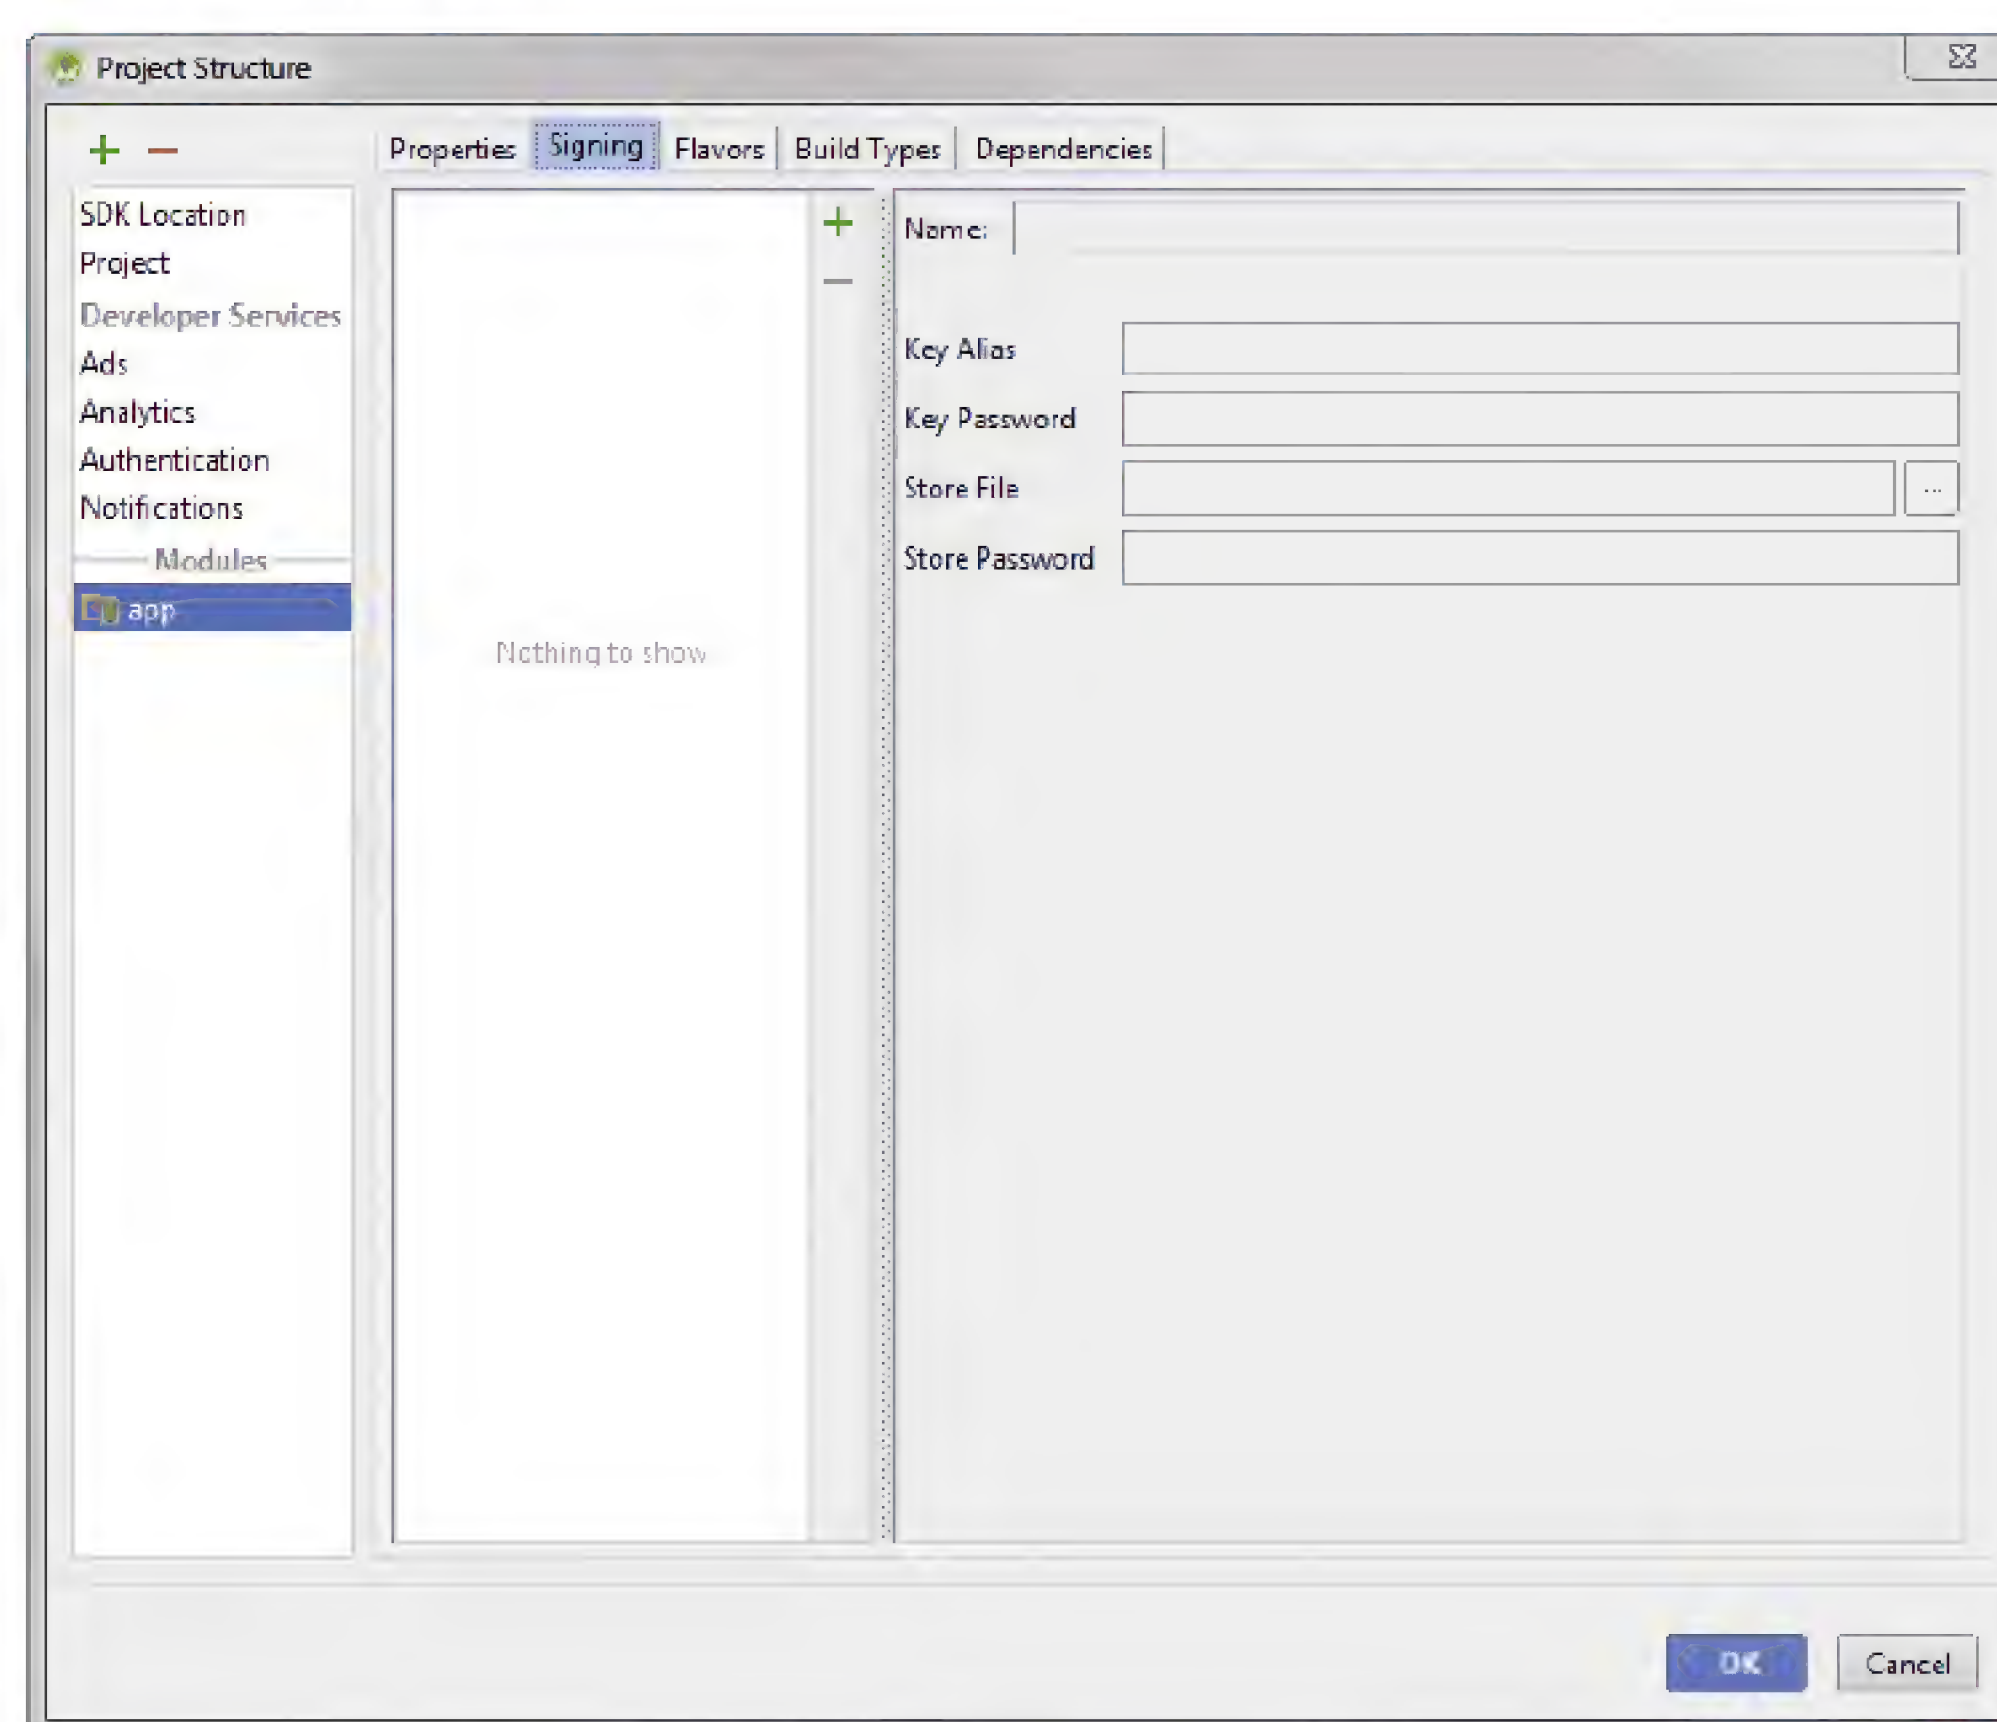 Project Structure
Properties Signing Flavors Build Types Dependencies
SDK Location
Project
Developer Services
Ads
Analytics
Authentication
Notifications
Modules
app
Nothing to show
Name:
Key Alias
Key Password
Store File ...
Store Password
OK Cancel